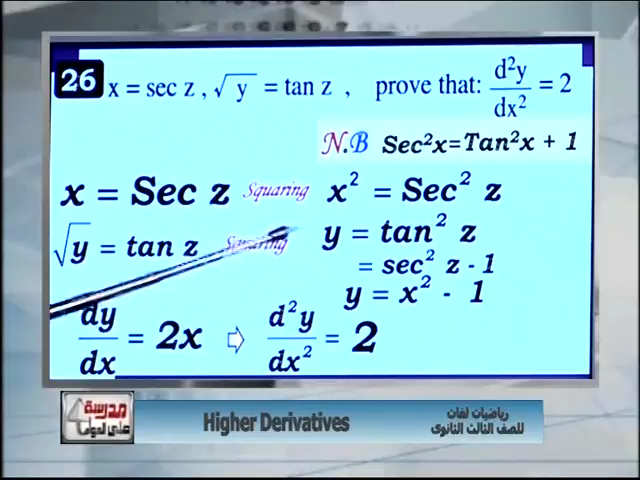 26 x = sec z , √y = tan z , prove that: d²y/dx² = 2
N.B Sec²x=Tan²x + 1
x = Sec z Squaring x² = Sec² z
√y = tan z Squaring y = tan² z
= sec² z - 1
y = x² - 1
dy/dx = 2x ⇨ d²y/dx² = 2
مدرسة على الهواء
Higher Derivatives
رياضيات لغات
للصف الثالث الثانوى